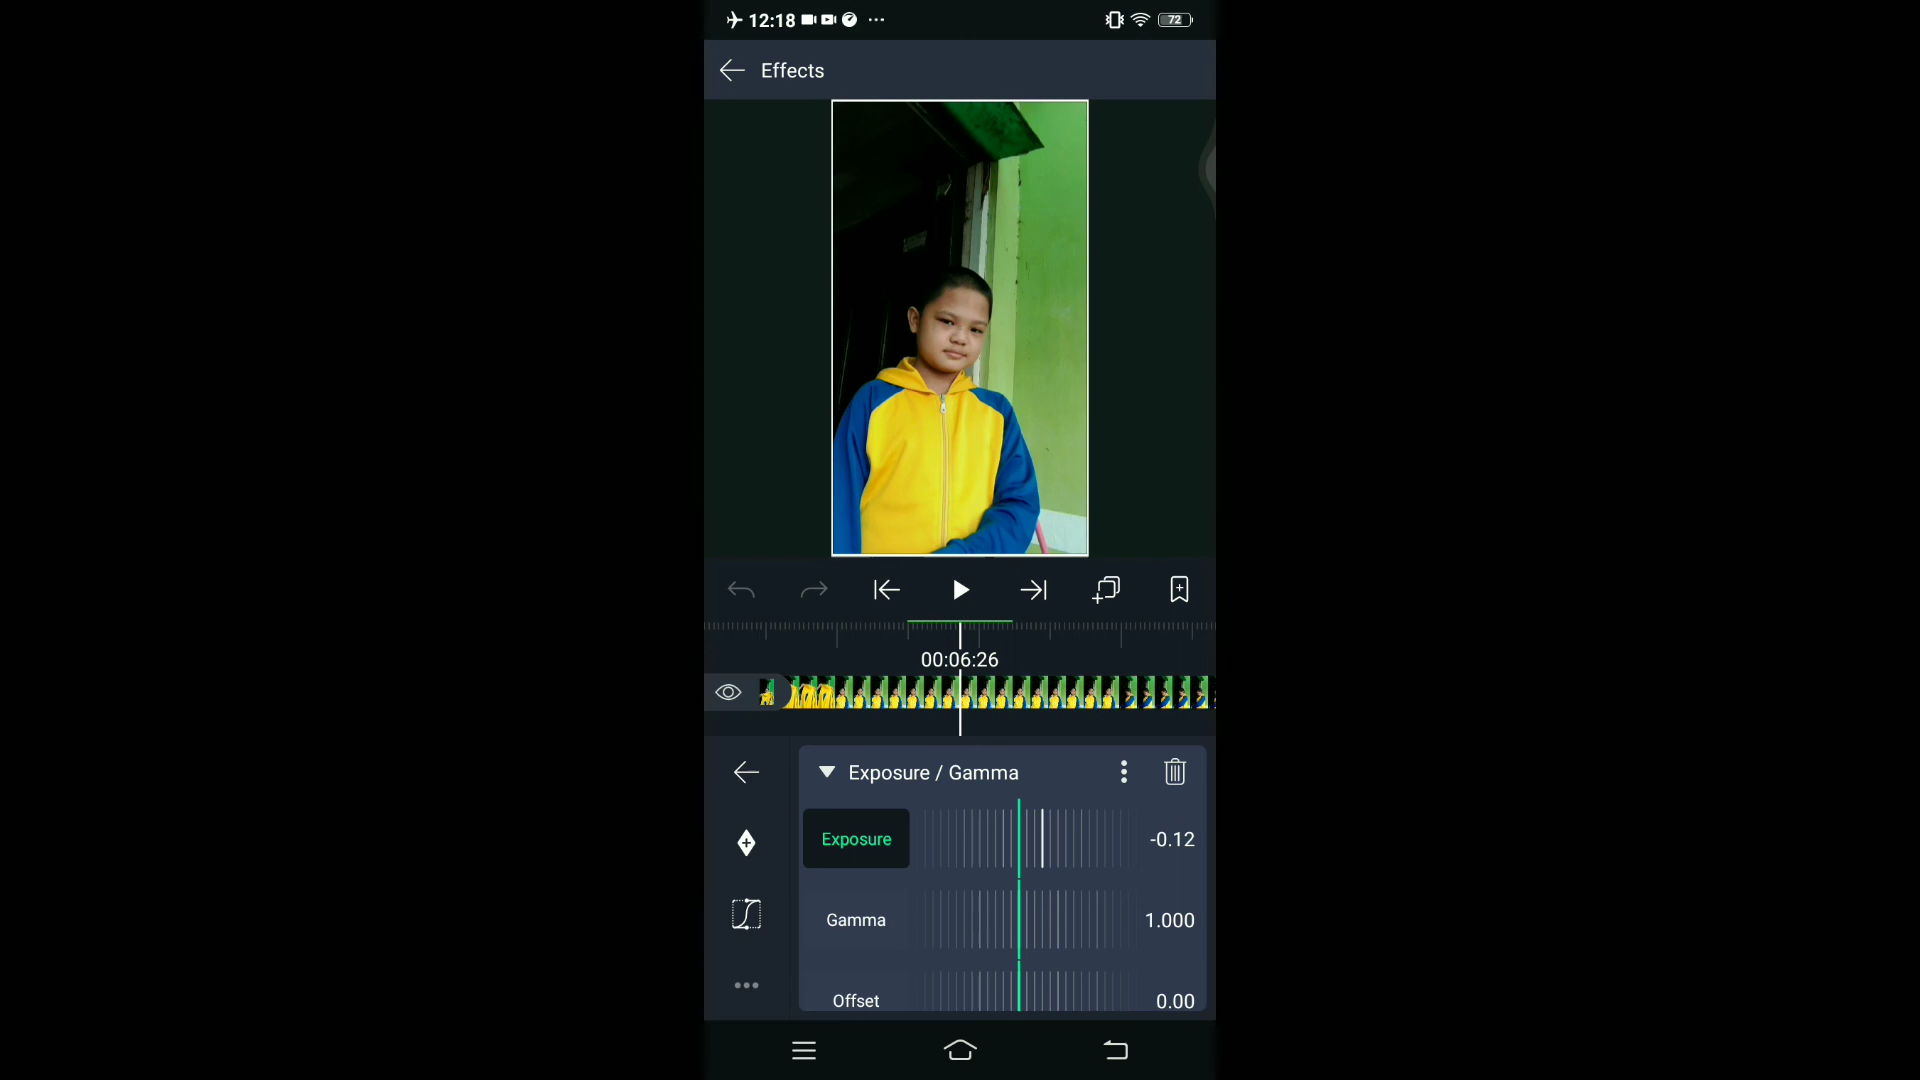 12:18 ... 72
Effects
00:06:26
Exposure / Gamma
Exposure -0.12
Gamma 1.000
Offset 0.00